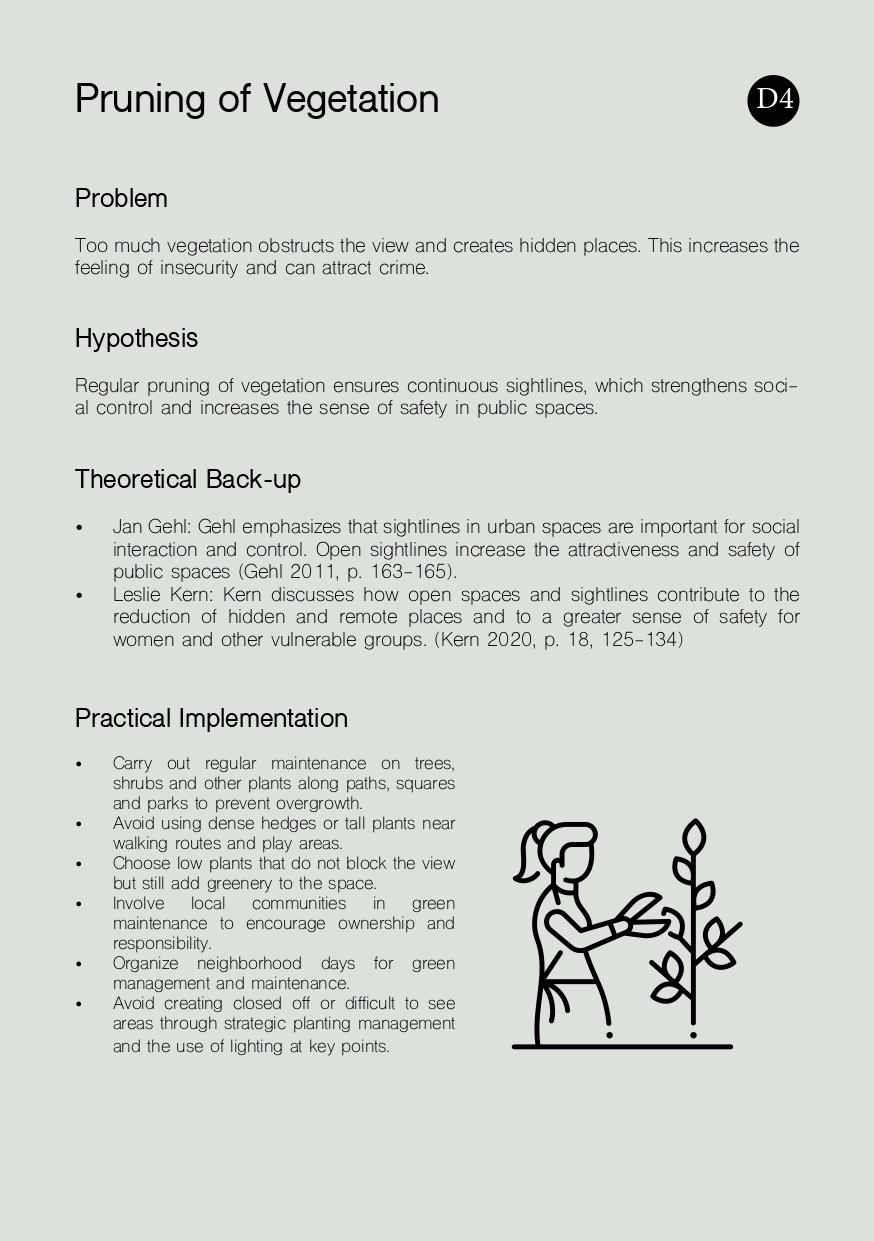 Pruning of Vegetation
D4
Problem
Too much vegetation obstructs the view and creates hidden places. This increases the
feeling of insecurity and can attract crime.
Hypothesis
Regular pruning of vegetation ensures continuous sightlines, which strengthens soci-
al control and increases the sense of safety in public spaces.
Theoretical Back-up
• Jan Gehl: Gehl emphasizes that sightlines in urban spaces are important for social
interaction and control. Open sightlines increase the attractiveness and safety of
public spaces (Gehl 2011, p. 163-165).
• Leslie Kern: Kern discusses how open spaces and sightlines contribute to the
reduction of hidden and remote places and to a greater sense of safety for
women and other vulnerable groups. (Kern 2020, p. 18, 125-134)
Practical Implementation
• Carry out regular maintenance on trees,
shrubs and other plants along paths, squares
and parks to prevent overgrowth.
• Avoid using dense hedges or tall plants near
walking routes and play areas.
• Choose low plants that do not block the view
but still add greenery to the space.
• Involve local communities in green
maintenance to encourage ownership and
responsibility.
• Organize neighborhood days for green
management and maintenance.
• Avoid creating closed off or difficult to see
areas through strategic planting management
and the use of lighting at key points.